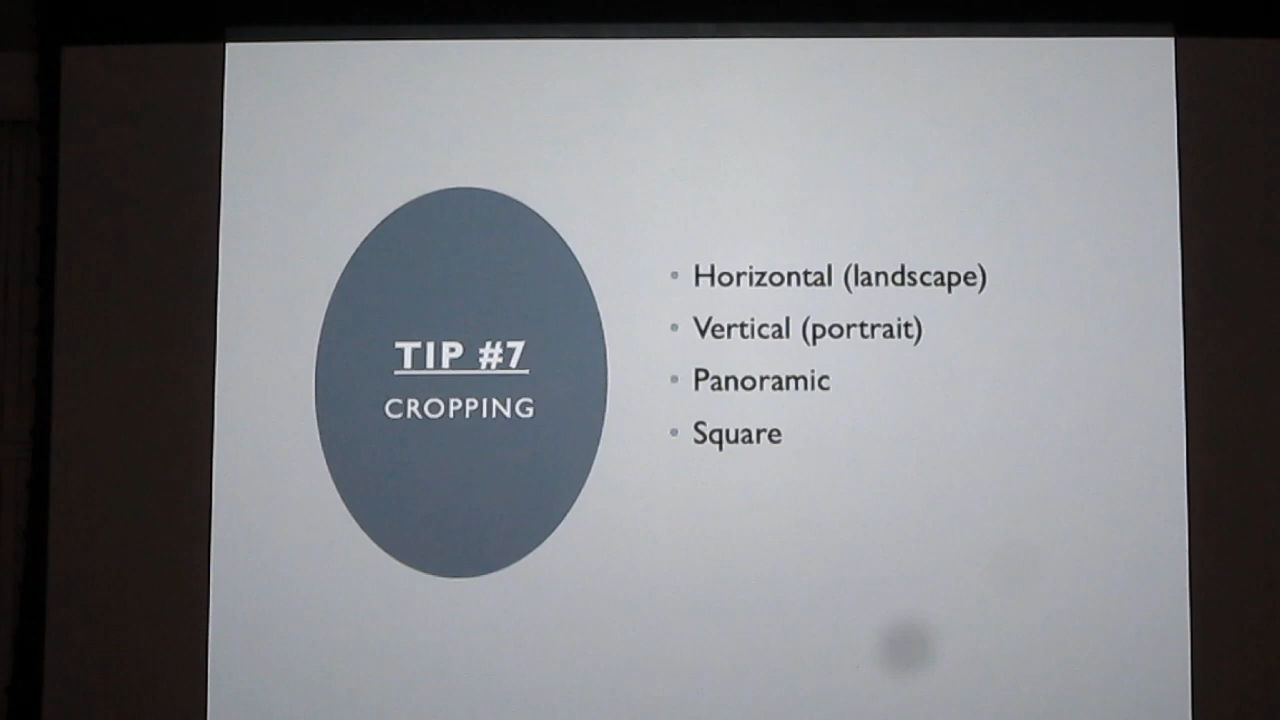 TIP #7
CROPPING
• Horizontal (landscape)
• Vertical (portrait)
• Panoramic
• Square